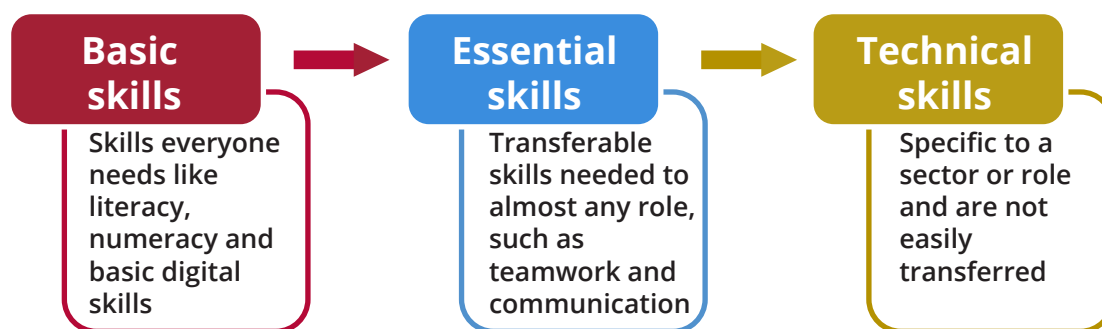 Basic
skills
Skills everyone
needs like
literacy,
numeracy and
basic digital
skills
Essential
skills
Transferable
skills needed to
almost any role,
such as
teamwork and
communication
Technical
skills
Specific to a
sector or role
and are not
easily
transferred